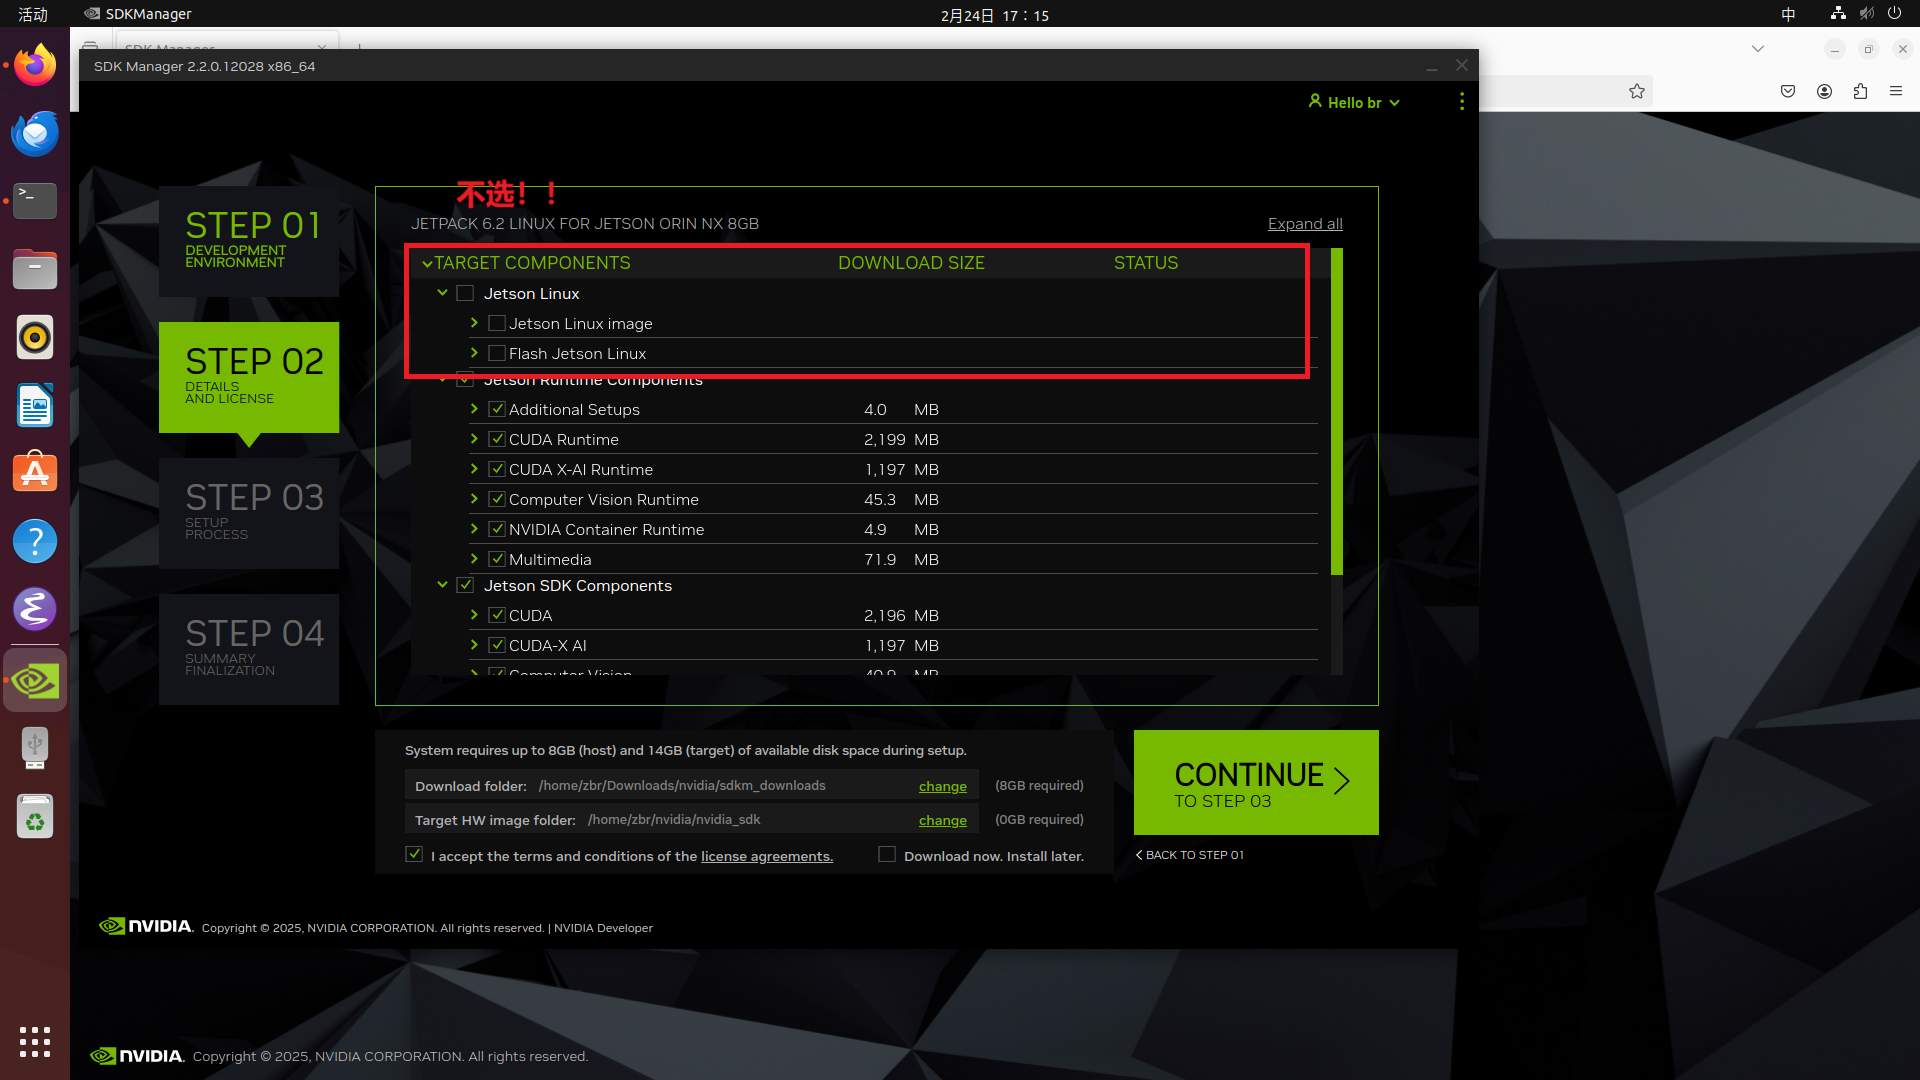 活动
SDKManager
2月24日 17：15
中
SDK Manager
SDK Manager 2.2.0.12028 x86_64
Hello br
STEP 01
DEVELOPMENT
ENVIRONMENT
STEP 02
DETAILS
AND LICENSE
STEP 03
SETUP
PROCESS
STEP 04
SUMMARY
FINALIZATION
不选！！
JETPACK 6.2 LINUX FOR JETSON ORIN NX 8GB
Expand all
TARGET COMPONENTS DOWNLOAD SIZE STATUS
Jetson Linux
Jetson Linux image
Flash Jetson Linux
Jetson Runtime Components
Additional Setups 4.0 MB
CUDA Runtime 2,199 MB
CUDA X-AI Runtime 1,197 MB
Computer Vision Runtime 45.3 MB
NVIDIA Container Runtime 4.9 MB
Multimedia 71.9 MB
Jetson SDK Components
CUDA 2,196 MB
CUDA-X AI 1,197 MB
Computer Vision 40.9 MB
System requires up to 8GB (host) and 14GB (target) of available disk space during setup.
Download folder: /home/zbr/Downloads/nvidia/sdkm_downloads change (8GB required)
Target HW image folder: /home/zbr/nvidia/nvidia_sdk change (0GB required)
I accept the terms and conditions of the license agreements. Download now. Install later.
CONTINUE
TO STEP 03
BACK TO STEP 01
NVIDIA. Copyright © 2025, NVIDIA CORPORATION. All rights reserved. | NVIDIA Developer
NVIDIA. Copyright © 2025, NVIDIA CORPORATION. All rights reserved.